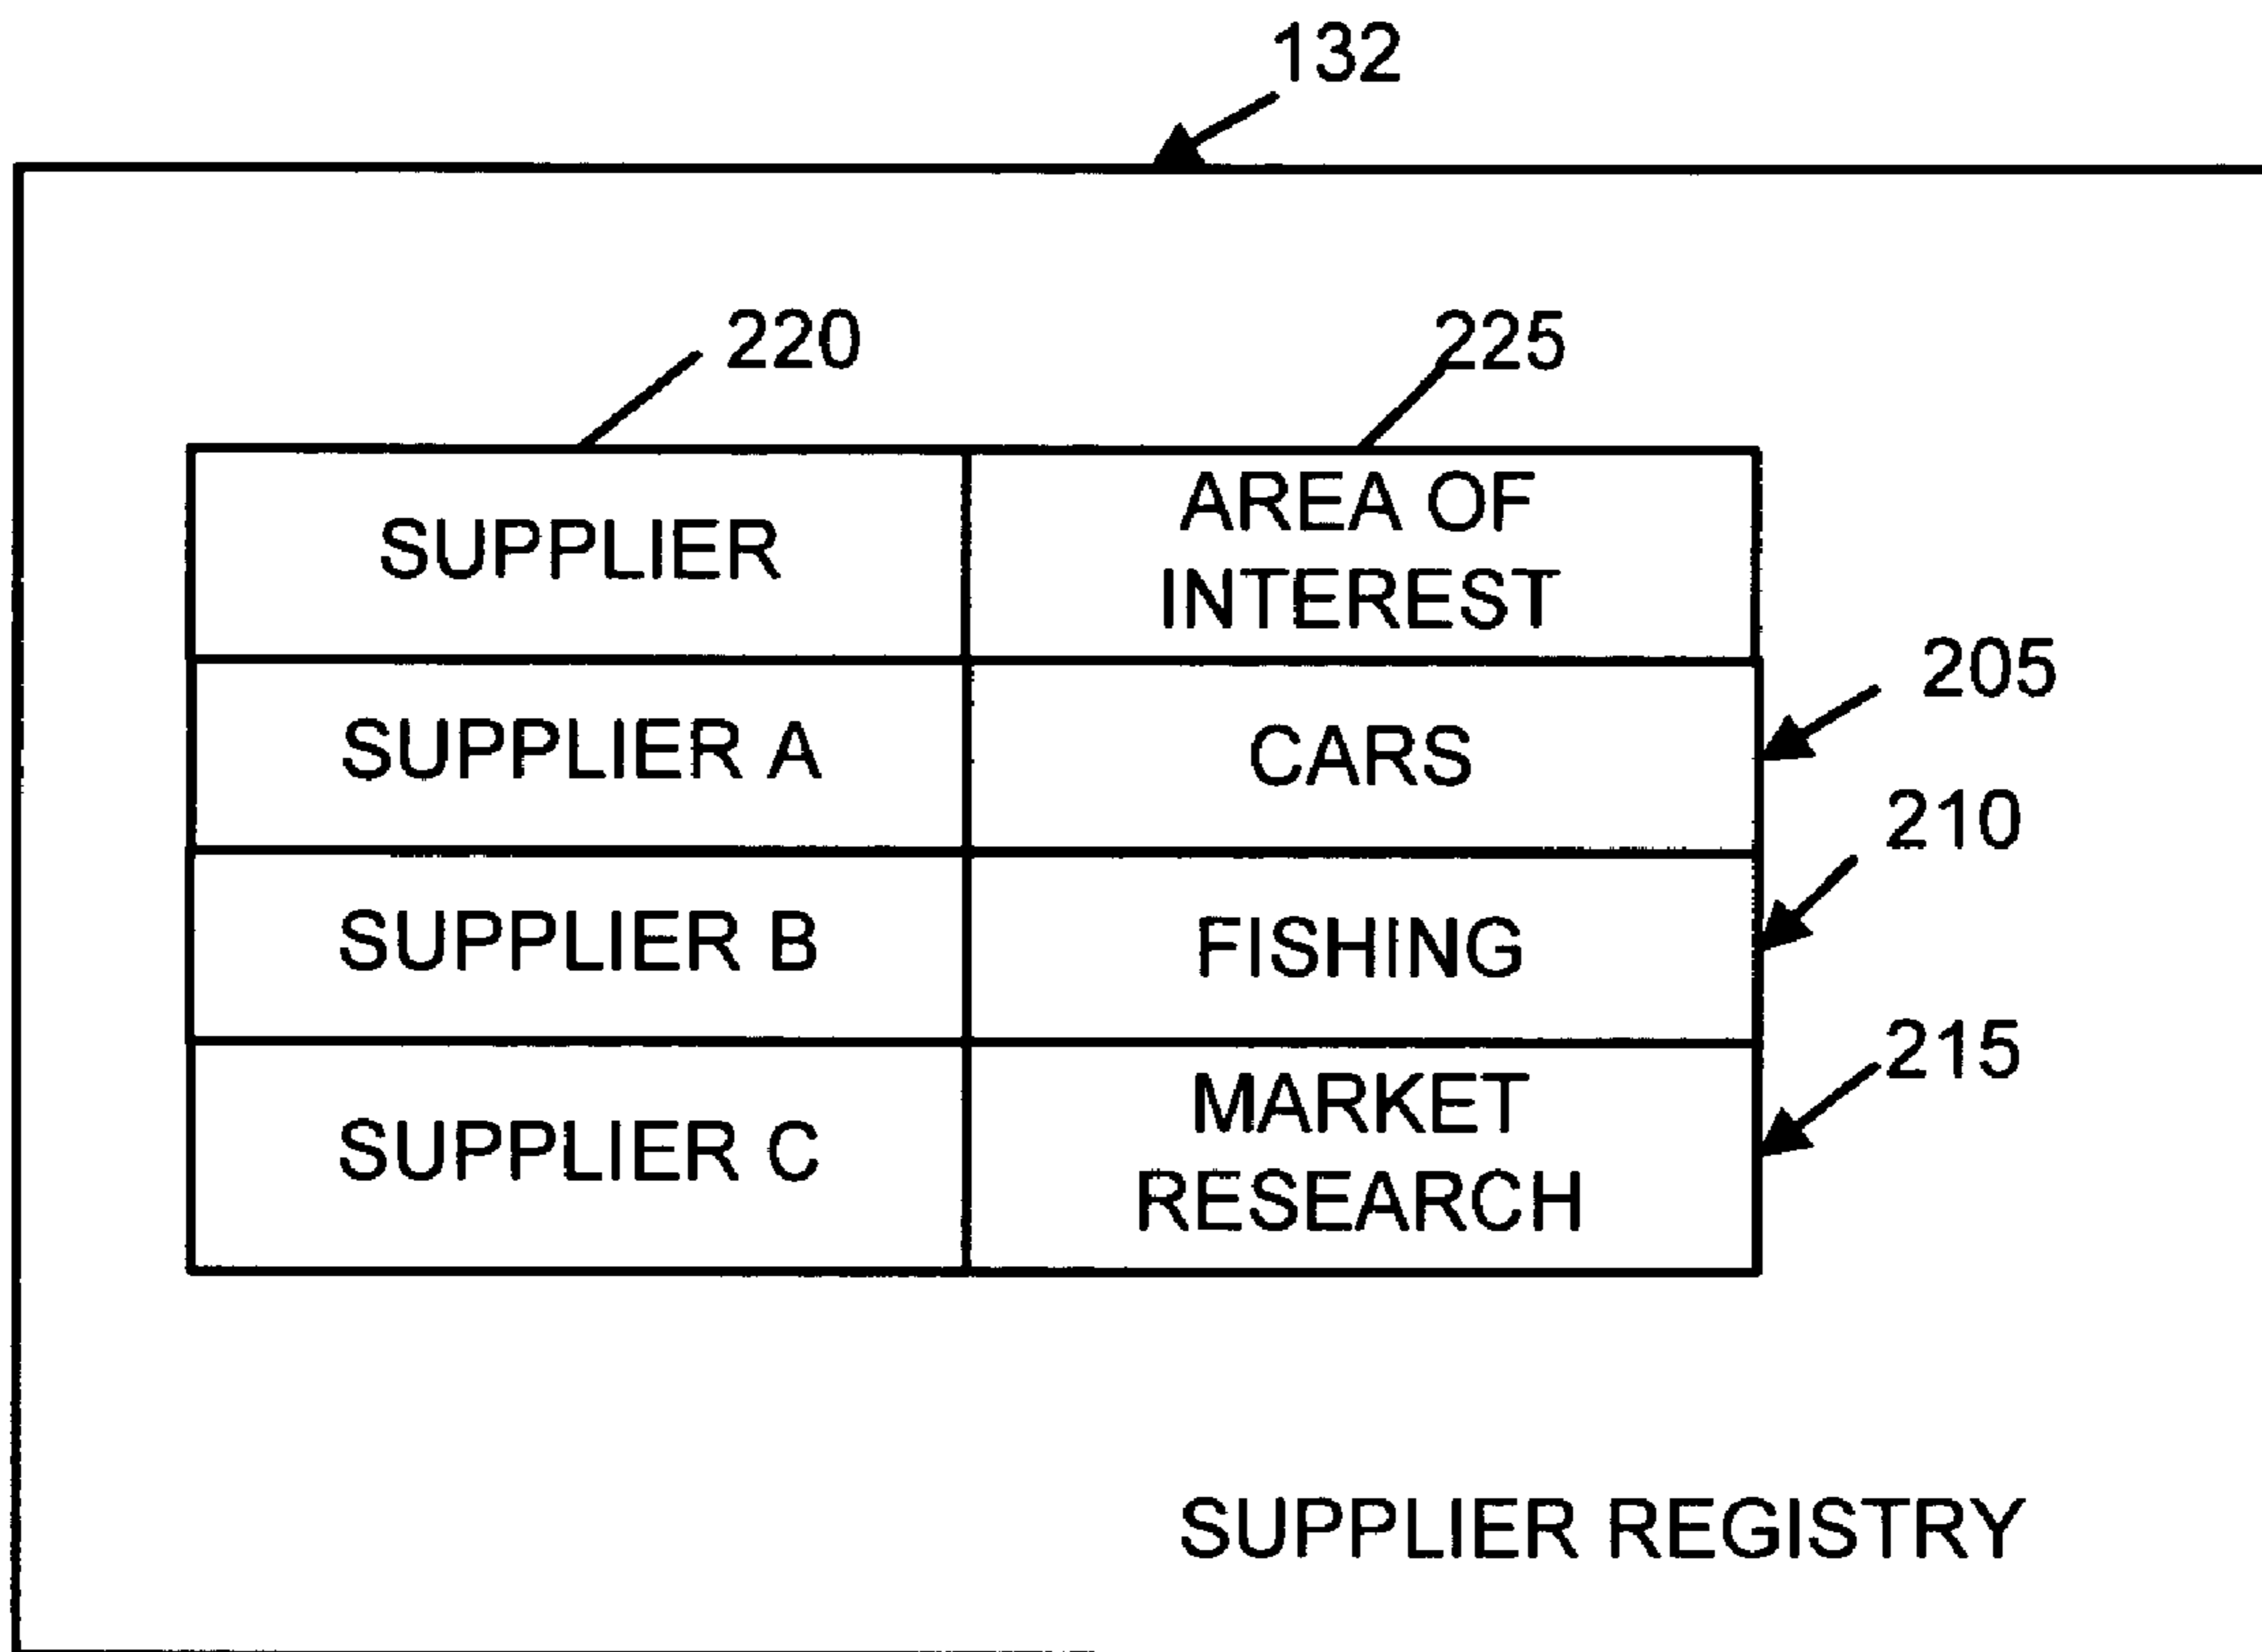 132
220
225
SUPPLIER
AREA OF
INTEREST
205
SUPPLIER A
CARS
210
SUPPLIER B
FISHING
215
SUPPLIER C
MARKET
RESEARCH
SUPPLIER REGISTRY